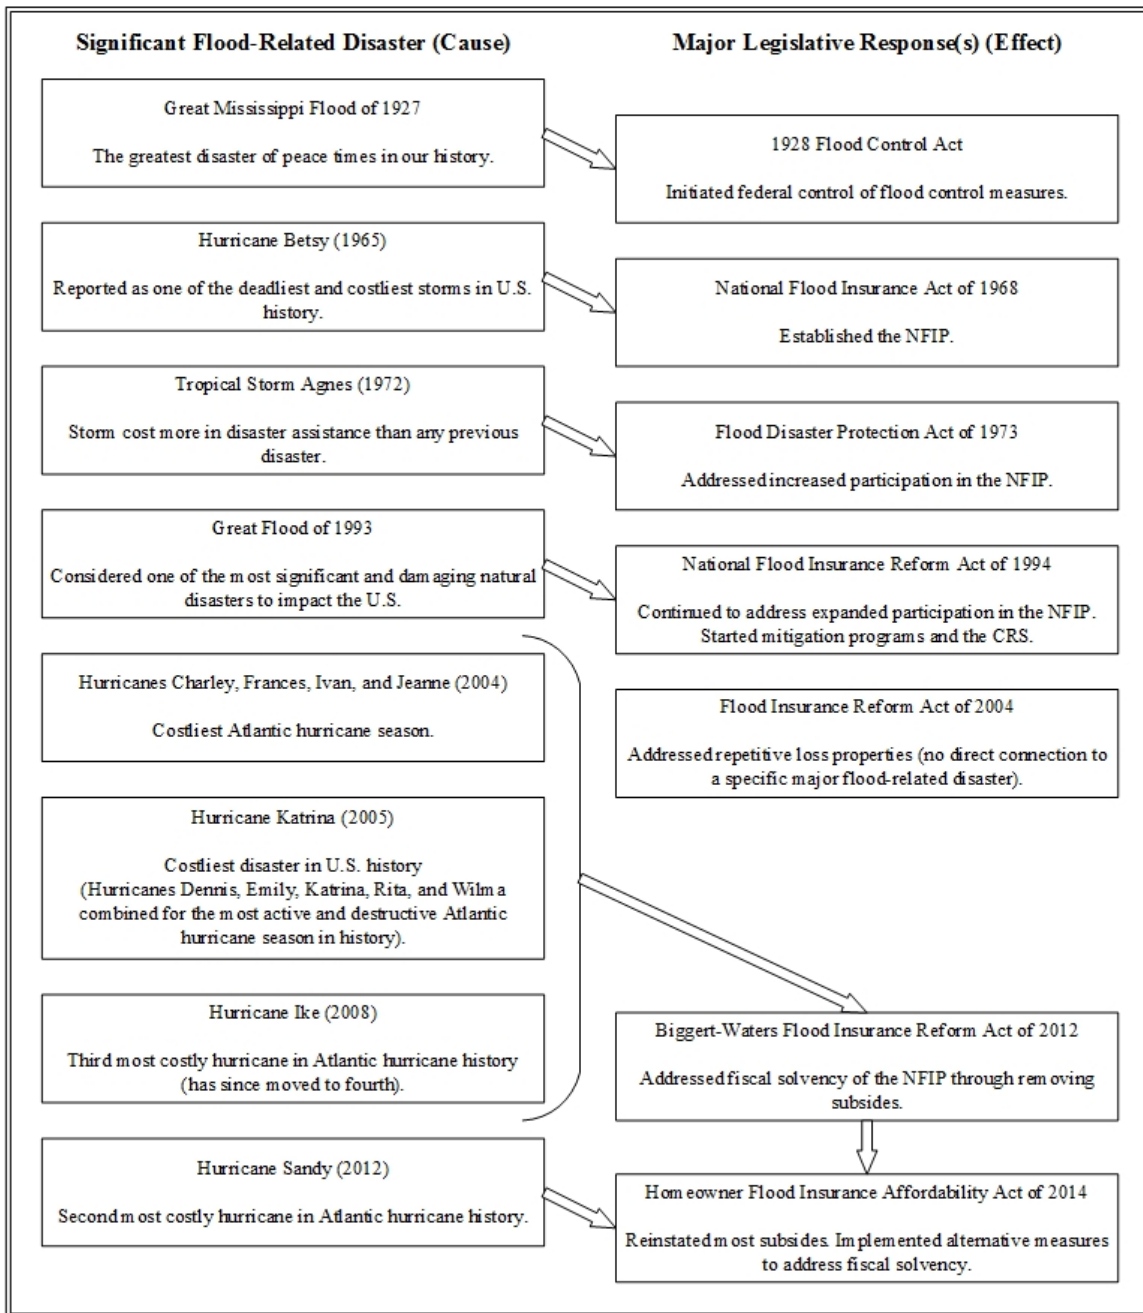 Significant Flood-Related Disaster (Cause)
Major Legislative Response(s) (Effect)
Great Mississippi Flood of 1927
The greatest disaster of peace times in our history.
1928 Flood Control Act
Initiated federal control of flood control measures.
Hurricane Betsy (1965)
Reported as one of the deadliest and costliest storms in U.S.
history.
National Flood Insurance Act of 1968
Established the NFIP.
Tropical Storm Agnes (1972)
Storm cost more in disaster assistance than any previous
disaster.
Flood Disaster Protection Act of 1973
Addressed increased participation in the NFIP.
Great Flood of 1993
Considered one of the most significant and damaging natural
disasters to impact the U.S.
National Flood Insurance Reform Act of 1994
Continued to address expanded participation in the NFIP.
Started mitigation programs and the CRS.
Hurricanes Charley, Frances, Ivan, and Jeanne (2004)
Costliest Atlantic hurricane season.
Flood Insurance Reform Act of 2004
Addressed repetitive loss properties (no direct connection to
a specific major flood-related disaster).
Hurricane Katrina (2005)
Costliest disaster in U.S. history
(Hurricanes Dennis, Emily, Katrina, Rita, and Wilma
combined for the most active and destructive Atlantic
hurricane season in history).
Hurricane Ike (2008)
Third most costly hurricane in Atlantic hurricane history
(has since moved to fourth).
Biggert-Waters Flood Insurance Reform Act of 2012
Addressed fiscal solvency of the NFIP through removing
subsides.
Hurricane Sandy (2012)
Second most costly hurricane in Atlantic hurricane history.
Homeowner Flood Insurance Affordability Act of 2014
Reinstated most subsides. Implemented alternative measures
to address fiscal solvency.